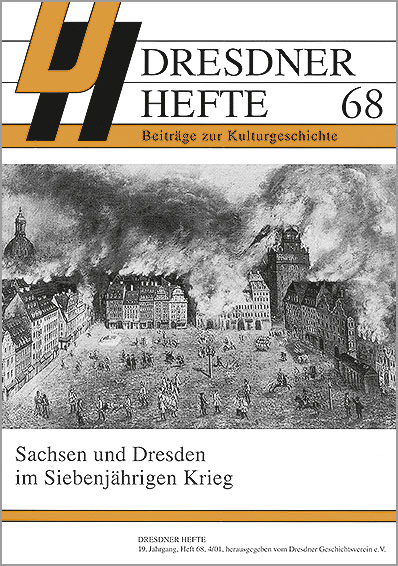 DRESDNER
HEFTE 68
Beiträge zur Kulturgeschichte
Sachsen und Dresden
im Siebenjährigen Krieg
DRESDNER HEFTE
19. Jahrgang, Heft 68, 4/01, herausgegeben vom Dresdner Geschichtsverein e.V.